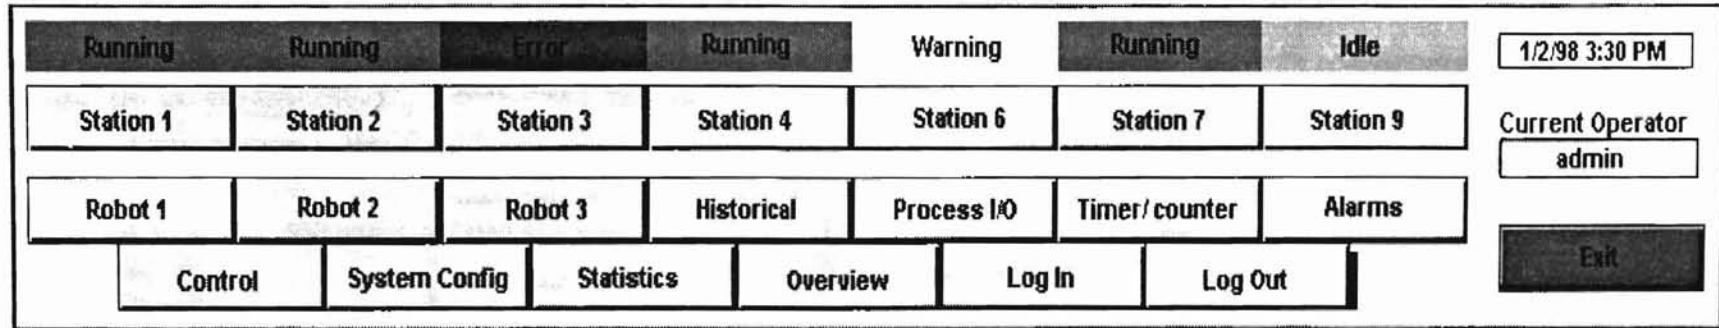 Running Running Error Running Warning Running Idle 1/2/98 3:30 PM
Station 1 Station 2 Station 3 Station 4 Station 6 Station 7 Station 9 Current Operator
admin
Robot 1 Robot 2 Robot 3 Historical Process I/O Timer/counter Alarms
Control System Config Statistics Overview Log In Log Out Exit